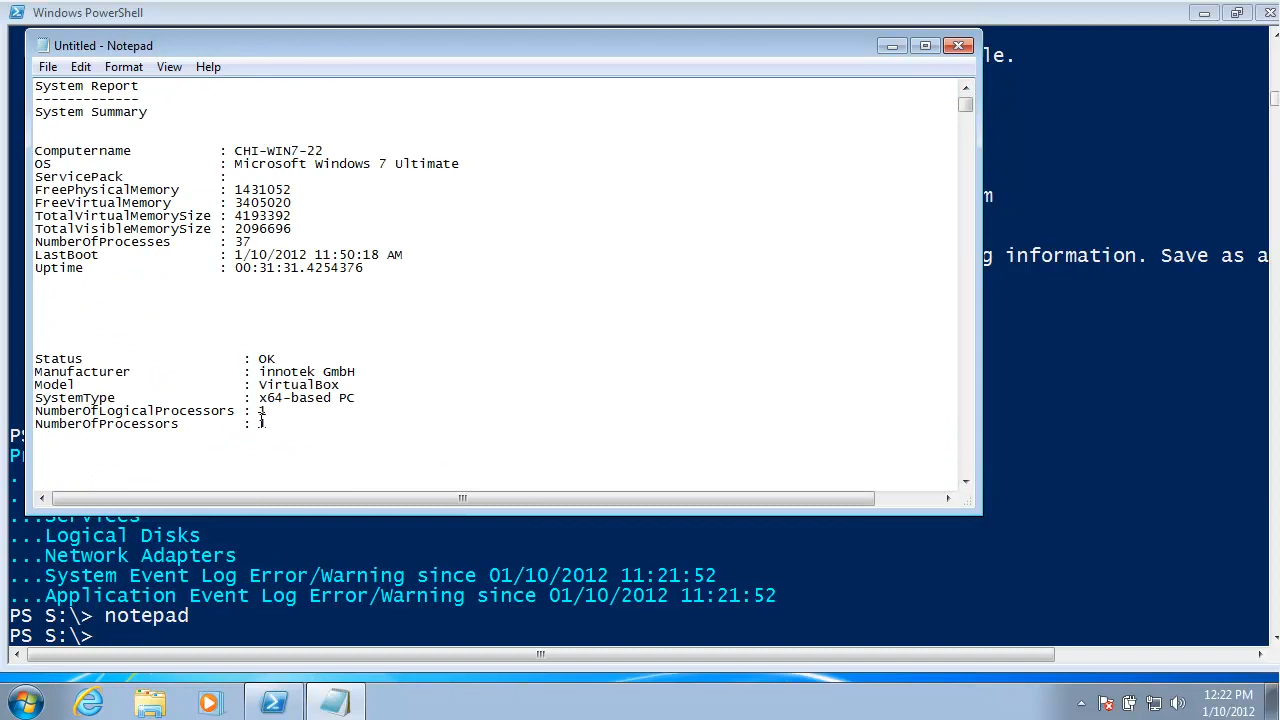 Windows PowerShell
Untitled - Notepad
le.
File Edit Format View Help
System Report
-------------
System Summary
Computername : CHI-WIN7-22
OS : Microsoft Windows 7 Ultimate
ServicePack :
FreePhysicalMemory : 1431052
m
FreeVirtualMemory : 3405020
TotalVirtualMemorySize : 4193392
TotalVisibleMemorySize : 2096696
NumberOfProcesses : 37
LastBoot : 1/10/2012 11:50:18 AM
g information. Save as a
Uptime : 00:31:31.4254376
Status : OK
Manufacturer : innotek GmbH
Model : VirtualBox
SystemType : x64-based PC
NumberOfLogicalProcessors : 1
NumberOfProcessors : 1
PS
...Services
...Logical Disks
...Network Adapters
...System Event Log Error/Warning since 01/10/2012 11:21:52
...Application Event Log Error/Warning since 01/10/2012 11:21:52
PS S:\> notepad
PS S:\>
12:22 PM
1/10/2012